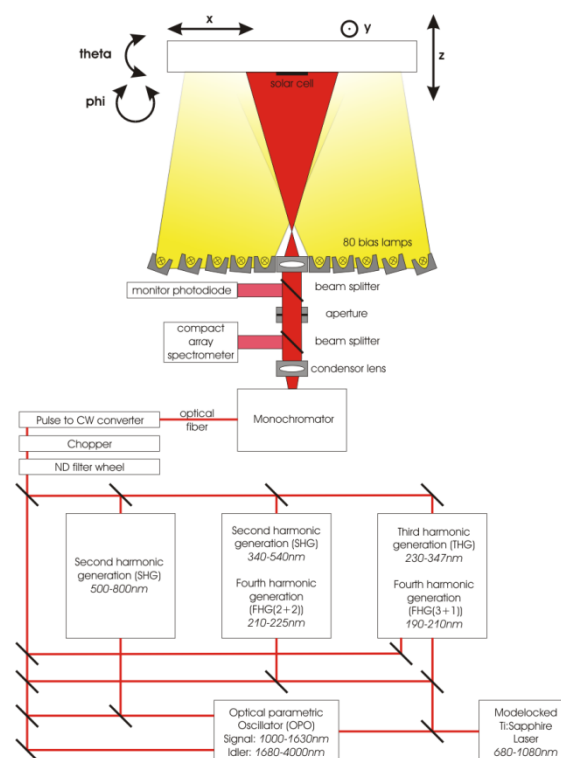 x
y
z
theta
phi
solar cell
80 bias lamps
monitor photodiode
beam splitter
aperture
compact
array
spectrometer
beam splitter
condensor lens
Pulse to CW converter
optical
fiber
Monochromator
Chopper
ND filter wheel
Second harmonic
generation (SHG)
500-800nm
Second harmonic
generation (SHG)
340-540nm
Fourth harmonic
generation
(FHG(2+2))
210-225nm
Third harmonic
generation (THG)
230-347nm
Fourth harmonic
generation
(FHG(3+1))
190-210nm
Optical parametric
Oscillator (OPO)
Signal: 1000-1630nm
Idler: 1680-4000nm
Modelocked
Ti:Sapphire
Laser
680-1080nm